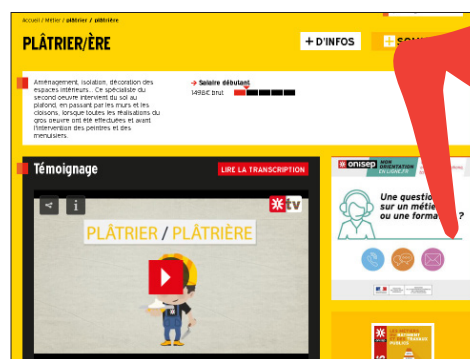 Accueil / Métier / plâtrier / plâtrière
PLÂTRIER/ÈRE
+ D'INFOS
Aménagement, isolation, décoration des
espaces intérieurs... Ce spécialiste du
second oeuvre intervient du sol au
plafond, en passant par les murs et les
cloisons, lorsque toutes les réalisations du
gros oeuvre ont été effectuées et avant
l'intervention des peintres et des
menuisiers.
→ Salaire débutant
1498€ brut
Témoignage
LIRE LA TRANSCRIPTION
i
tv
PLÂTRIER / PLÂTRIÈRE
onisep
MON
ORIENTATION
EN LIGNE.FR
Une question
sur un métier
ou une formation ?